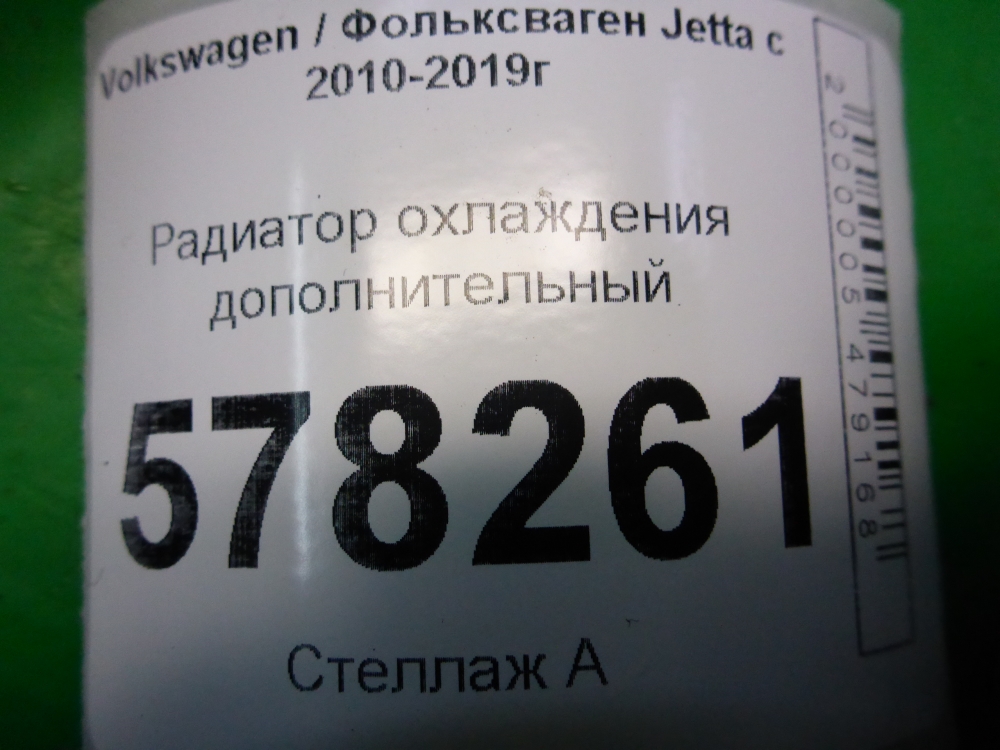 Volkswagen / Фольксваген Jetta с
2010-2019г
Радиатор охлаждения
дополнительный
578261
Стеллаж А
2000005479168